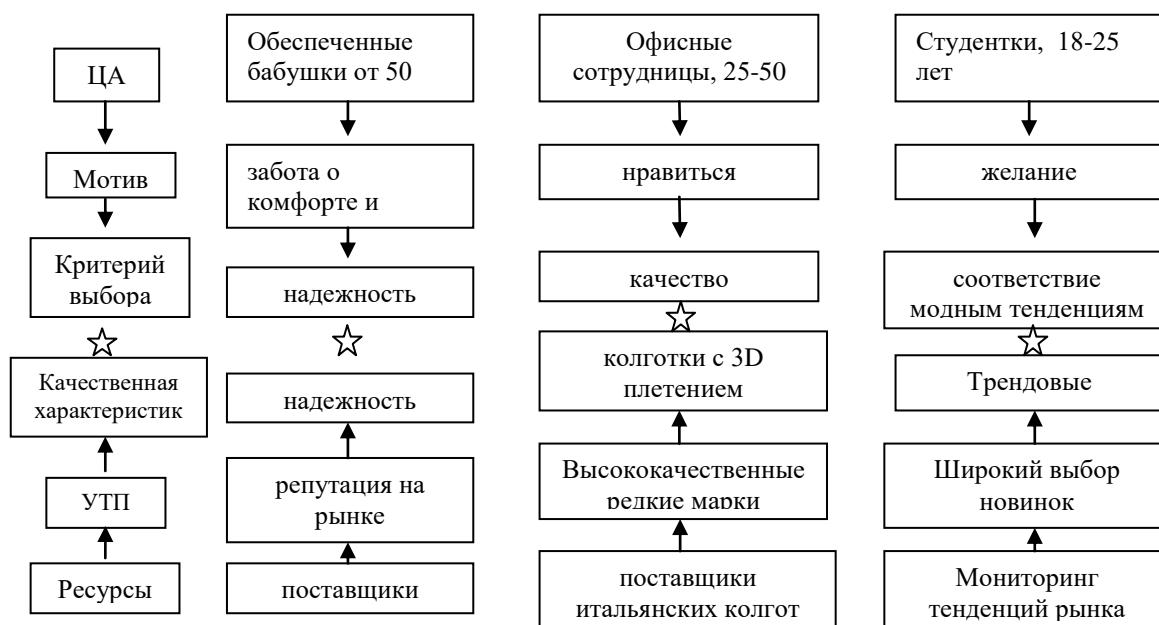 ЦА
Мотив
Критерий
выбора
Качественная
характеристик
УТП
Ресурсы
Обеспеченные
бабушки от 50
забота о
комфорте и
надежность
надежность
репутация на
рынке
поставщики
Офисные
сотрудницы, 25-50
нравиться
качество
колготки с 3D
плетением
Высококачественные
редкие марки
поставщики
итальянских колгот
Студентки, 18-25
лет
желание
соответствие
модным тенденциям
Трендовые
Широкий выбор
новинок
Мониторинг
тенденций рынка